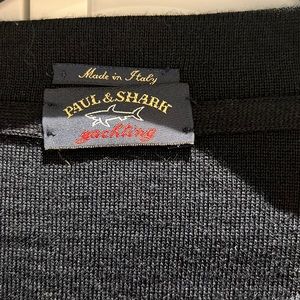 Made in Italy
PAUL & SHARK
yachting